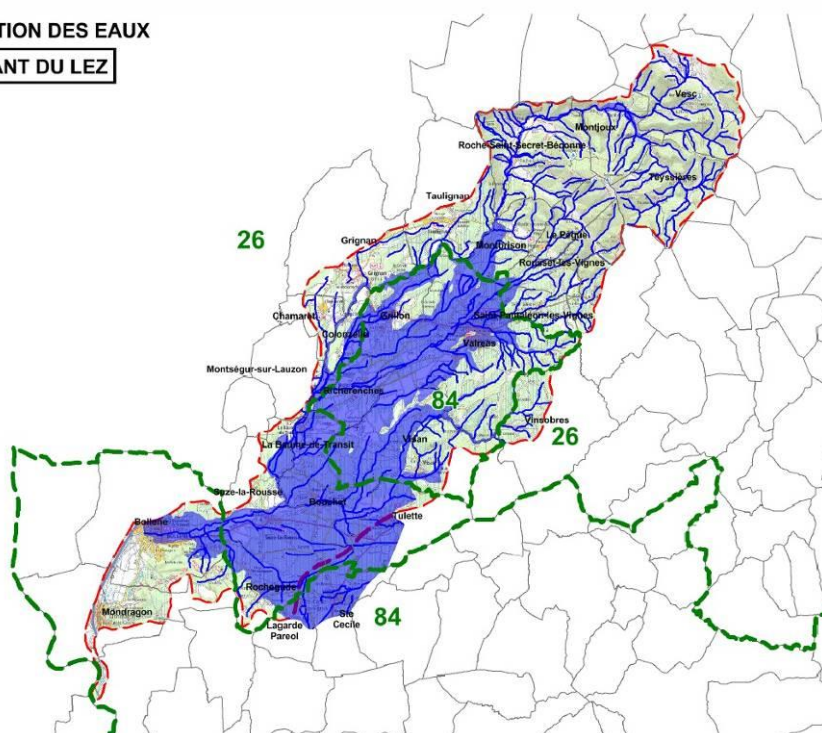 TION DES EAUX
ANT DU LEZ
Vesc
Montjoux
Roche-Saint-Secret-Béconne
Teyssières
Taulignan
26
Grignan
Montbrison
Le Pègue
Rousset-les-Vignes
Chamaret
Grillon
Saint-Pantaléon-les-Vignes
Colonzelle
Valréas
Montségur-sur-Lauzon
Richerenches
84
Vinsobres
26
Visan
La Baume-de-Transit
Suze-la-Rousse
Bouchet
Tulette
Bollène
Rochegude
Mondragon
Ste
Cecile
84
Lagarde
Pareol